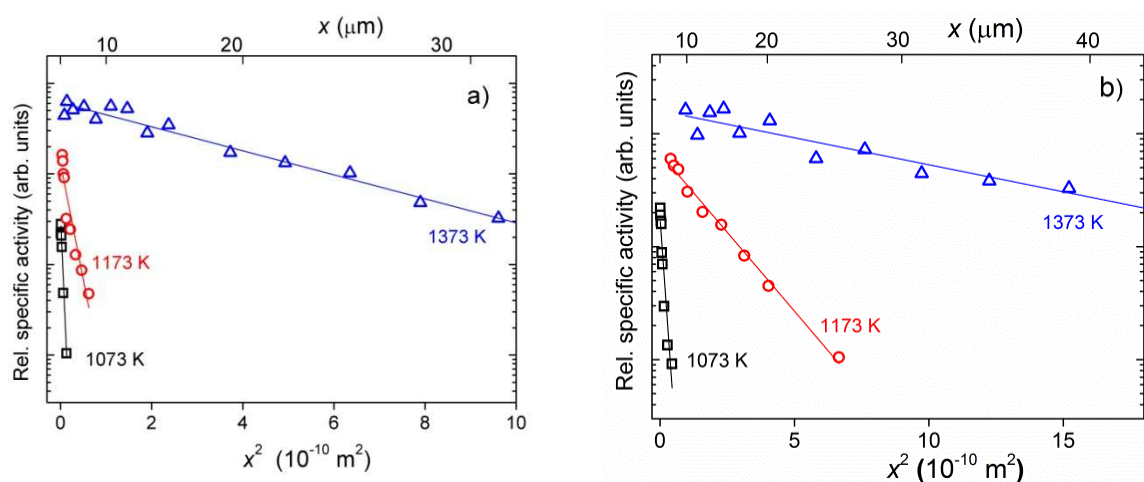 x (μm)
10 20 30
a)
Rel. specific activity (arb. units)
1373 K
1173 K
1073 K
0 2 4 6 8 10
x² (10⁻¹⁰ m²)
x (μm)
10 20 30 40
b)
Rel. specific activity (arb. units)
1373 K
1173 K
1073 K
0 5 10 15
x² (10⁻¹⁰ m²)